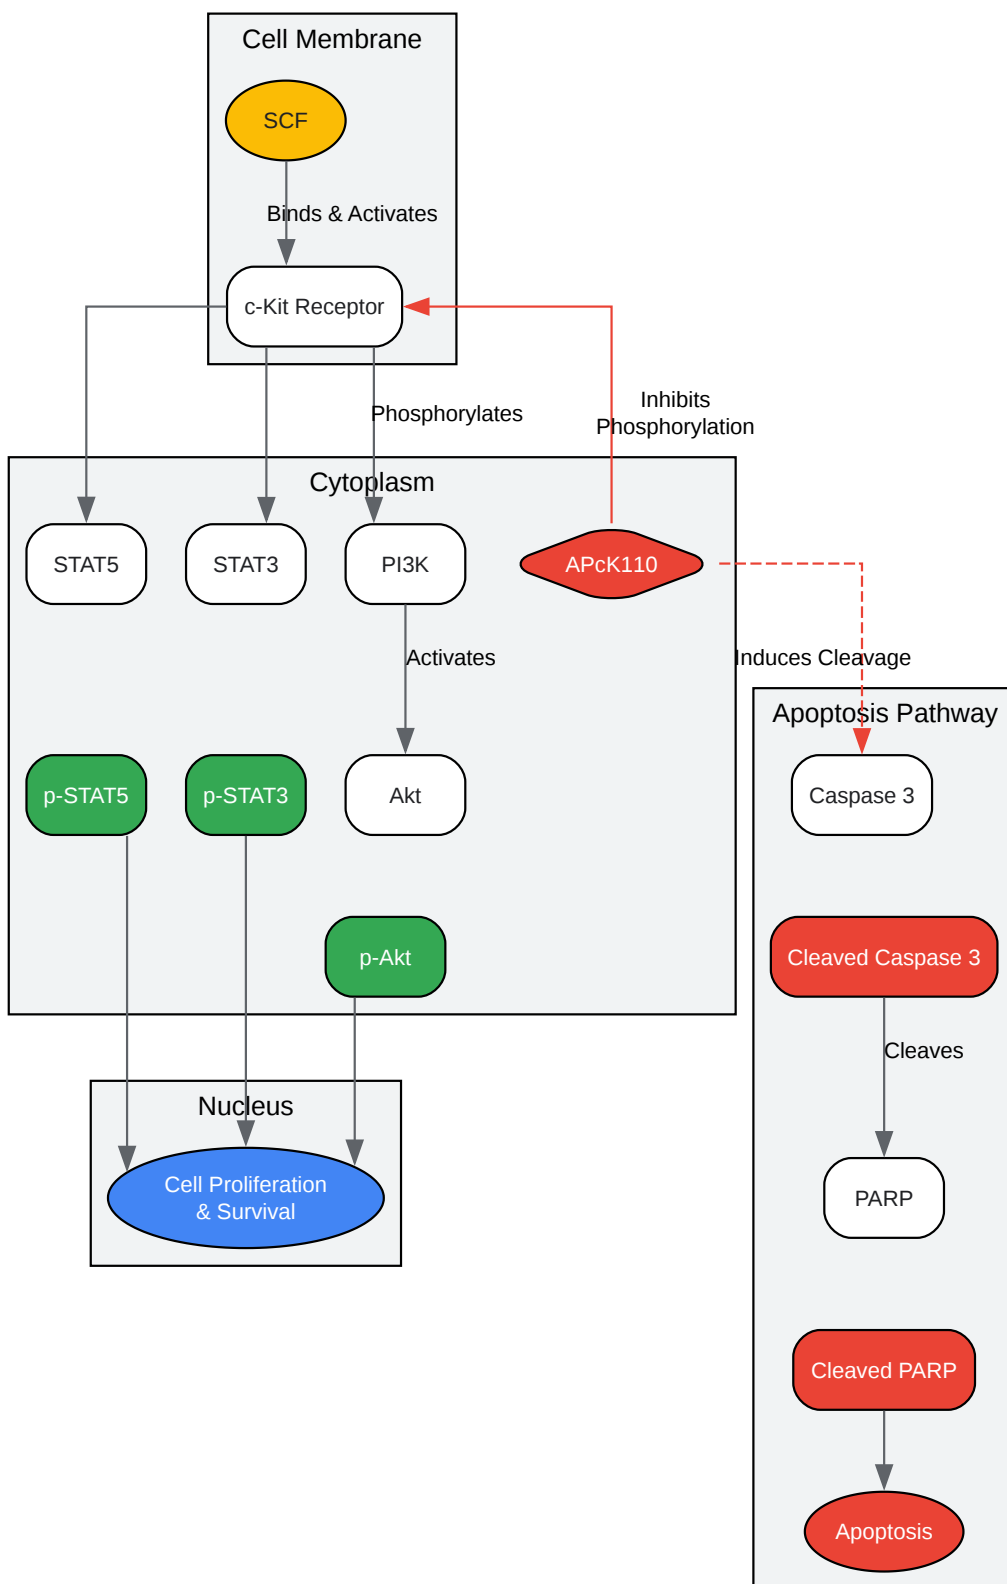 Cell Membrane
SCF
Binds & Activates
c-Kit Receptor
Inhibits
Phosphorylation
Phosphorylates
Cytoplasm
STAT5
STAT3
PI3K
APcK110
Activates
Induces Cleavage
Apoptosis Pathway
p-STAT5
p-STAT3
Akt
Caspase 3
p-Akt
Cleaved Caspase 3
Cleaves
Nucleus
Cell Proliferation
& Survival
PARP
Cleaved PARP
Apoptosis